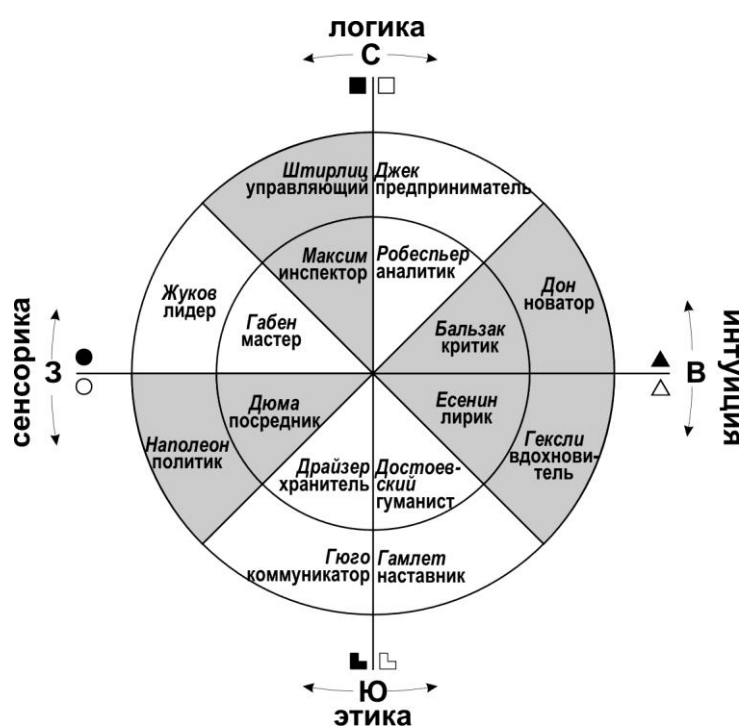 логика
С
Штирлиц
управляющий
Джек
предприниматель
Максим
инспектор
Робеспьер
аналитик
Жуков
лидер
Габен
мастер
Дон
новатор
Бальзак
критик
сенсорика
З
В
интуиция
Дюма
посредник
Есенин
лирик
Наполеон
политик
Гексли
вдохнови-
тель
Драйзер
хранитель
Достоев-
ский
гуманист
Гюго
коммуникатор
Гамлет
наставник
Ю
этика